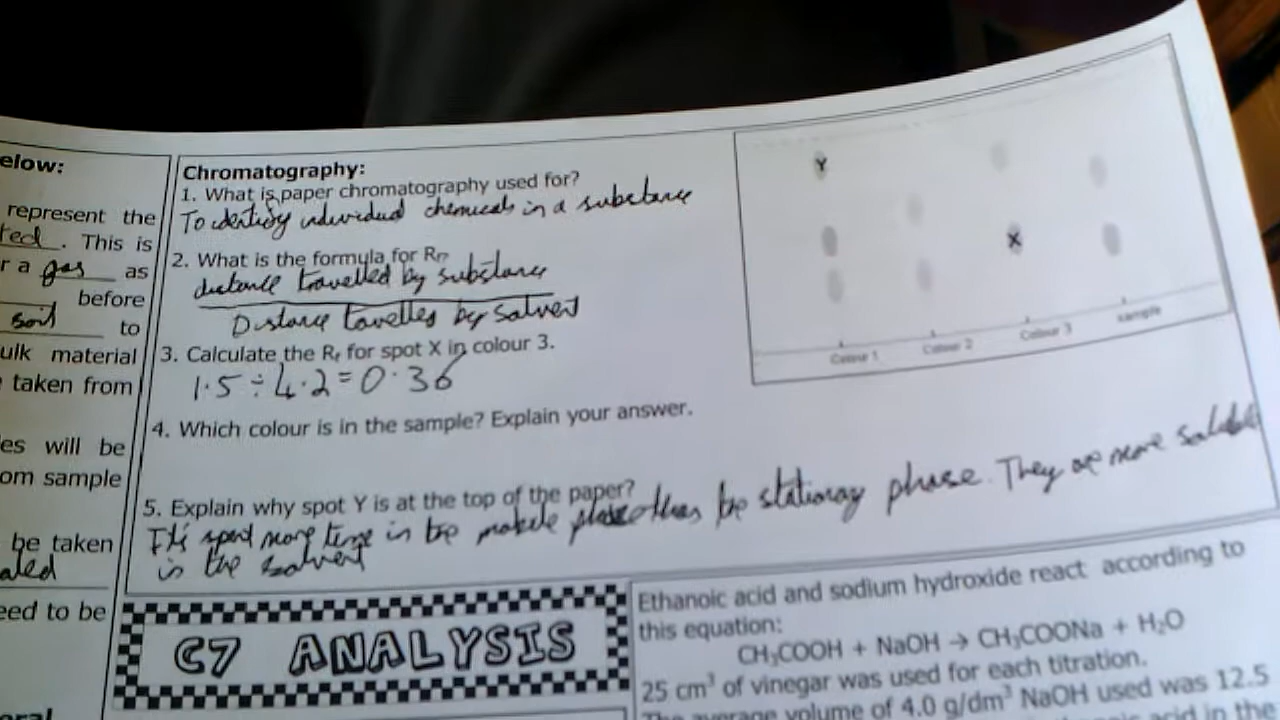 elow:
represent the
ted. This is
r a gas as
before
soil to
ulk material
taken from
es will be
om sample
be taken
aled
eed to be
Chromatography:
1. What is paper chromatography used for?
To identify individual chemicals in a substance
2. What is the formula for Rf?
distance travelled by substance
Distance travelles by solvent
3. Calculate the Rf for spot X in colour 3.
1.5 ÷ 4.2 = 0.36
4. Which colour is in the sample? Explain your answer.
5. Explain why spot Y is at the top of the paper?
It's spent more time in the mobile phase than the stationary phase. They are more soluble
in the solvent
Y
X
Colour 1
Colour 2
Colour 3
sample
C7 ANALYSIS
Ethanoic acid and sodium hydroxide react according to
this equation:
CH₃COOH + NaOH → CH₃COONa + H₂O
25 cm³ of vinegar was used for each titration.
The average volume of 4.0 g/dm³ NaOH used was 12.5
acid in the